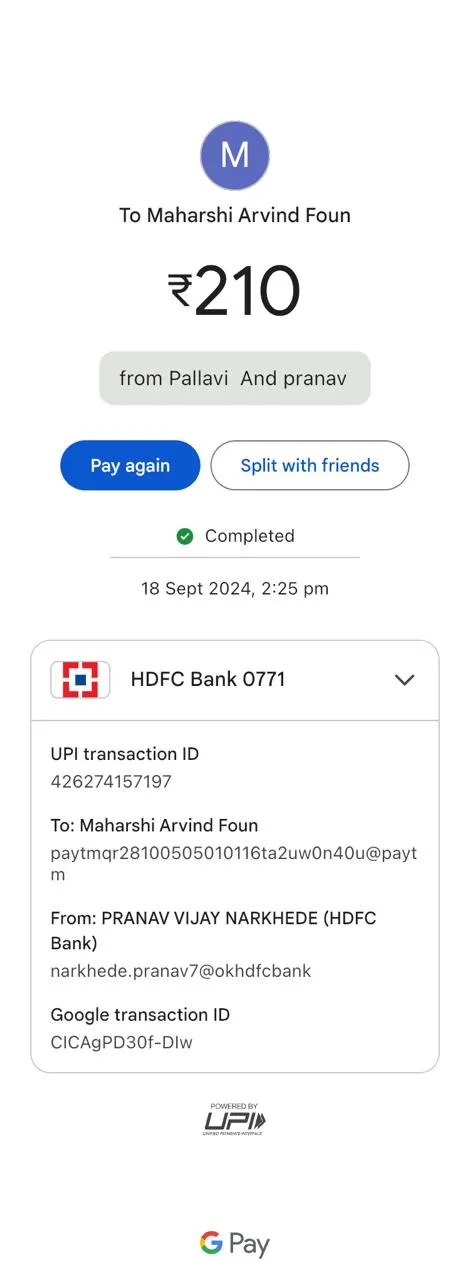 M
To Maharshi Arvind Foun
₹210
from Pallavi  And pranav
Pay again
Split with friends
Completed
18 Sept 2024, 2:25 pm
HDFC Bank 0771
UPI transaction ID
426274157197
To: Maharshi Arvind Foun
paytmqr28100505010116ta2uw0n40u@payt
m
From: PRANAV VIJAY NARKHEDE (HDFC
Bank)
narkhede.pranav7@okhdfcbank
Google transaction ID
CICAgPD30f-DIw
POWERED BY
UPI
UNIFIED PAYMENTS INTERFACE
G Pay